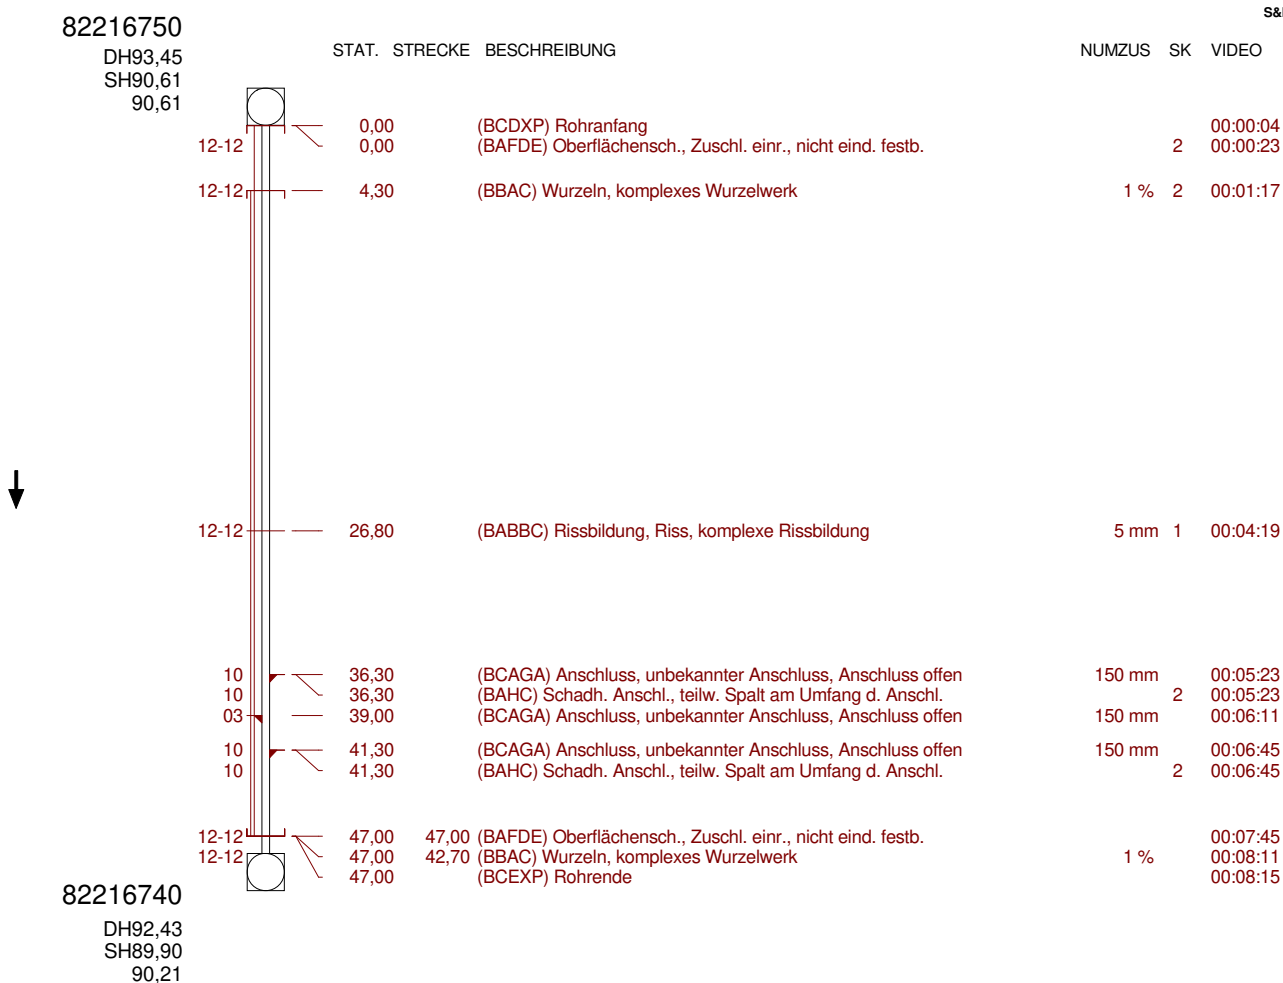 S&
82216750
STAT. STRECKE BESCHREIBUNG NUMZUS SK VIDEO
DH93,45
SH90,61
90,61
0,00 (BCDXP) Rohranfang 00:00:04
12-12 0,00 (BAFDE) Oberflächensch., Zuschl. einr., nicht eind. festb. 2 00:00:23
12-12 4,30 (BBAC) Wurzeln, komplexes Wurzelwerk 1 % 2 00:01:17
12-12 26,80 (BABBC) Rissbildung, Riss, komplexe Rissbildung 5 mm 1 00:04:19
10 36,30 (BCAGA) Anschluss, unbekannter Anschluss, Anschluss offen 150 mm 00:05:23
10 36,30 (BAHC) Schadh. Anschl., teilw. Spalt am Umfang d. Anschl. 2 00:05:23
03 39,00 (BCAGA) Anschluss, unbekannter Anschluss, Anschluss offen 150 mm 00:06:11
10 41,30 (BCAGA) Anschluss, unbekannter Anschluss, Anschluss offen 150 mm 00:06:45
10 41,30 (BAHC) Schadh. Anschl., teilw. Spalt am Umfang d. Anschl. 2 00:06:45
12-12 47,00 47,00 (BAFDE) Oberflächensch., Zuschl. einr., nicht eind. festb. 00:07:45
12-12 47,00 42,70 (BBAC) Wurzeln, komplexes Wurzelwerk 1 % 00:08:11
47,00 (BCEXP) Rohrende 00:08:15
82216740
DH92,43
SH89,90
90,21